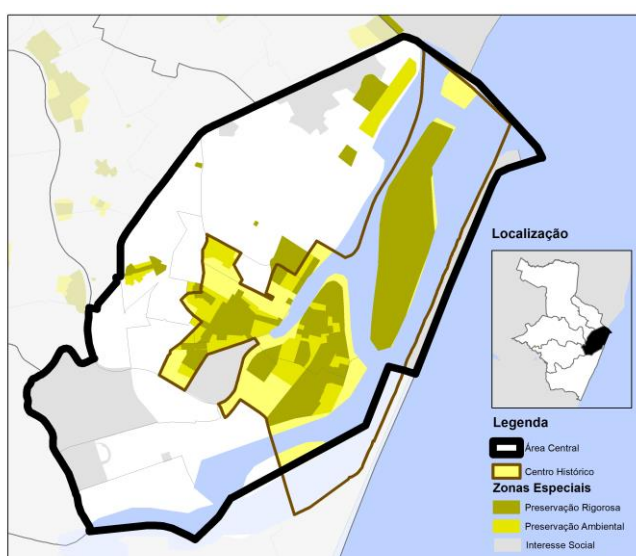 Localização
Legenda
Área Central
Centro Histórico
Zonas Especiais
Preservação Rigorosa
Preservação Ambiental
Interesse Social